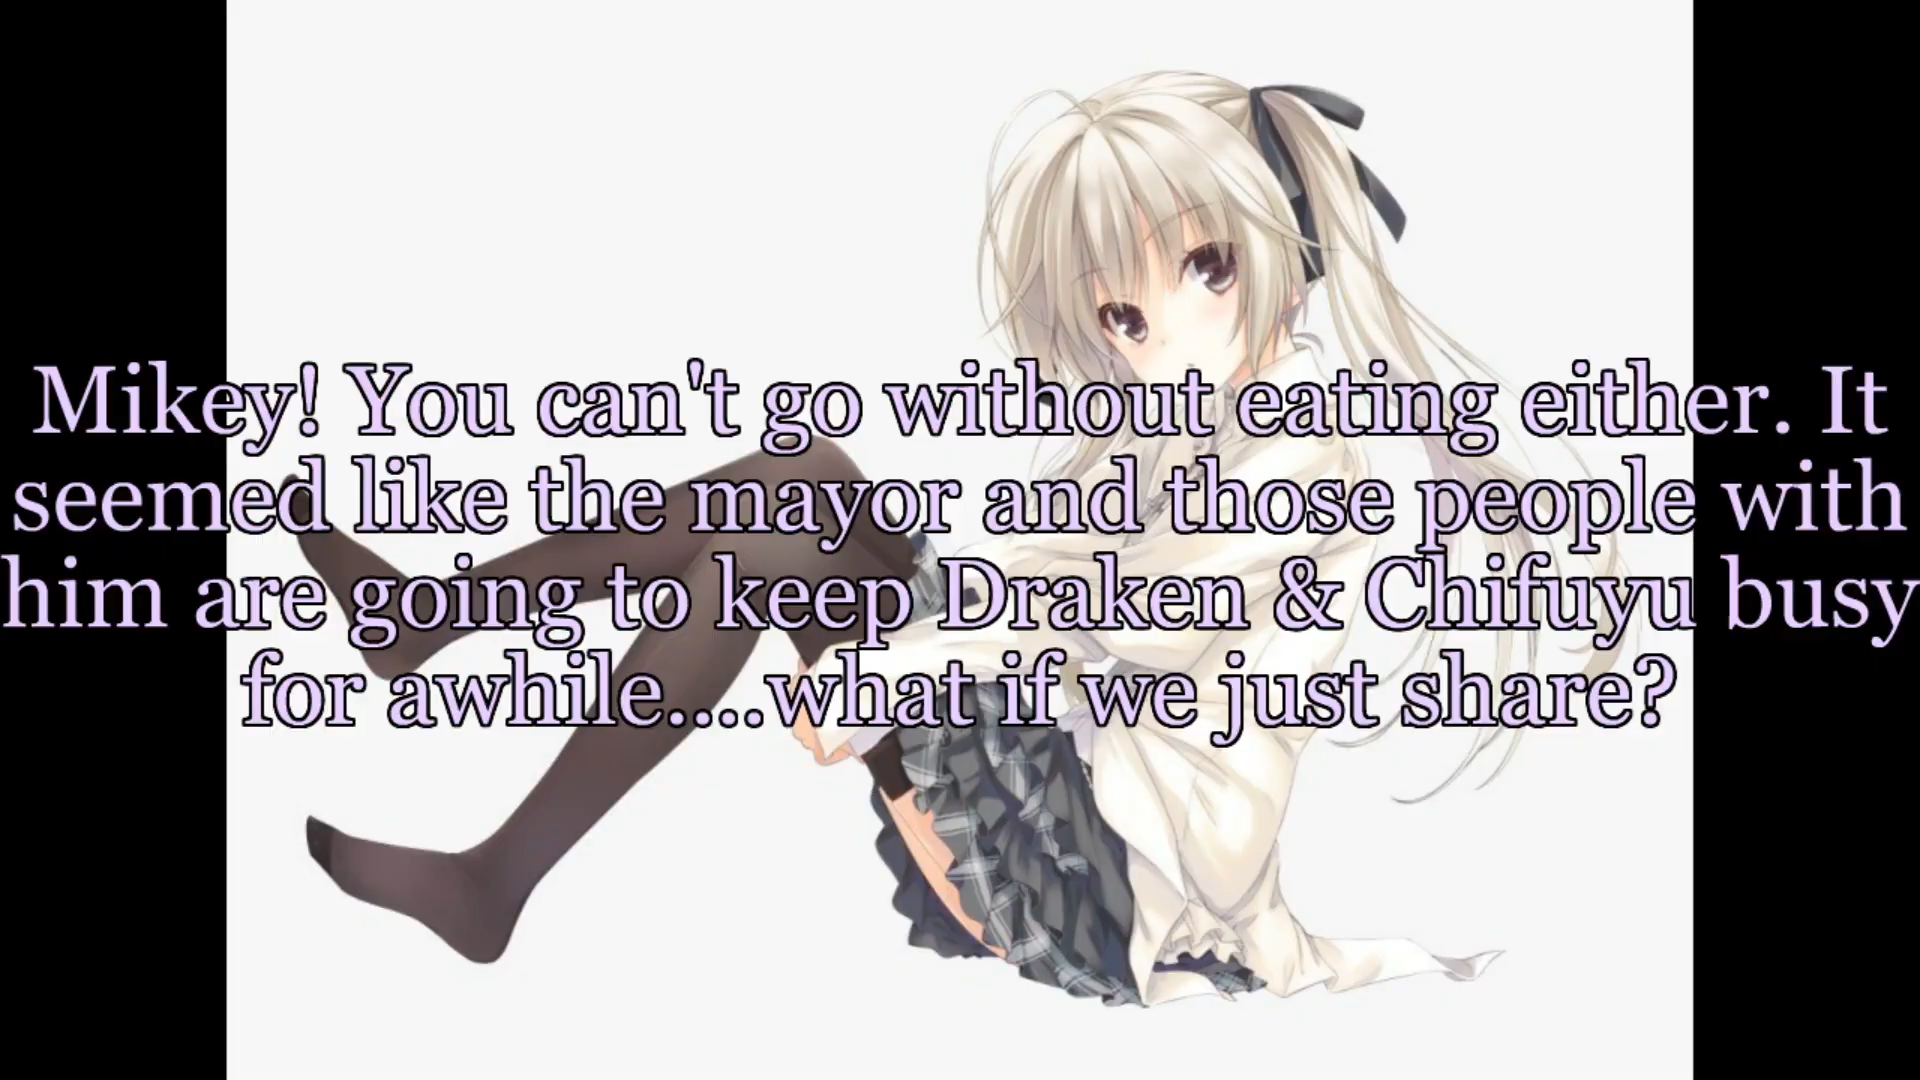 Mikey! You can't go without eating either. It
seemed like the mayor and those people with
him are going to keep Draken & Chifuyu busy
for awhile....what if we just share?